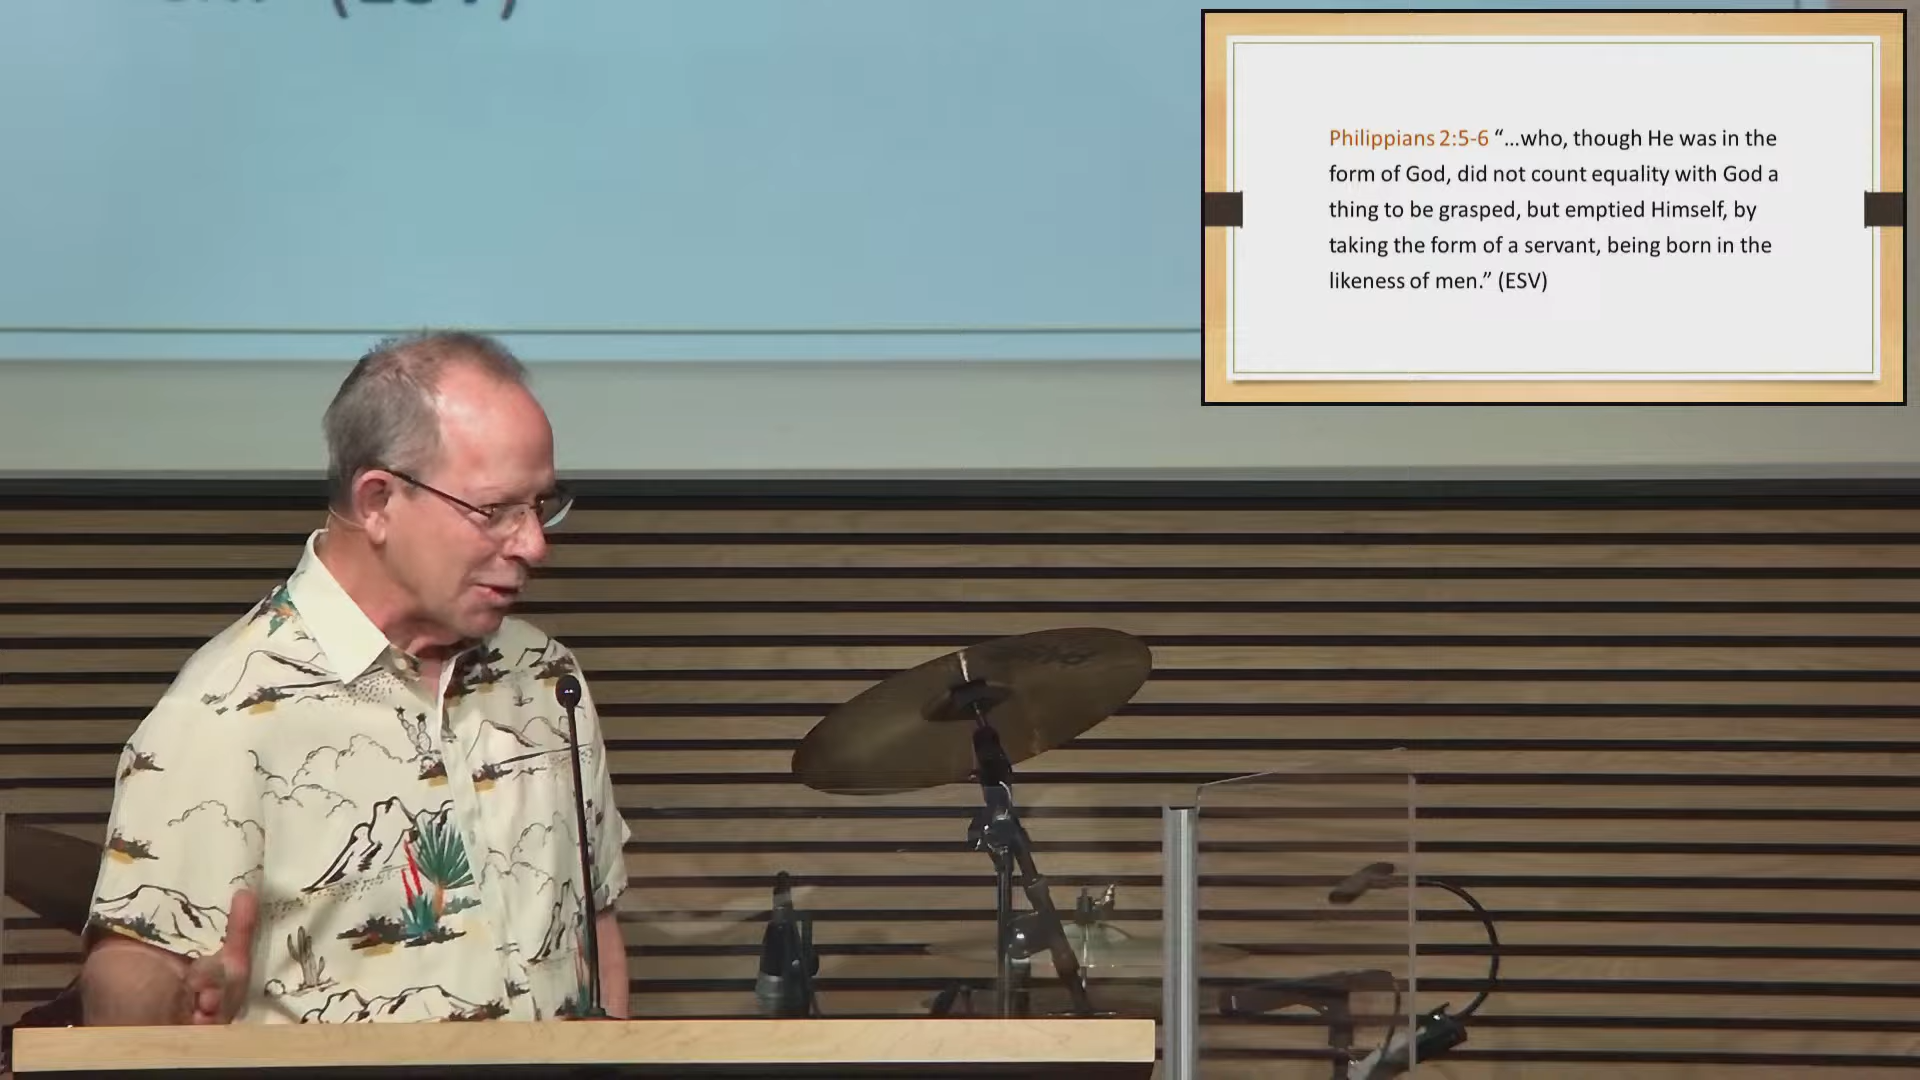 (ESV)
Philippians 2:5-6 “...who, though He was in the
form of God, did not count equality with God a
thing to be grasped, but emptied Himself, by
taking the form of a servant, being born in the
likeness of men.” (ESV)